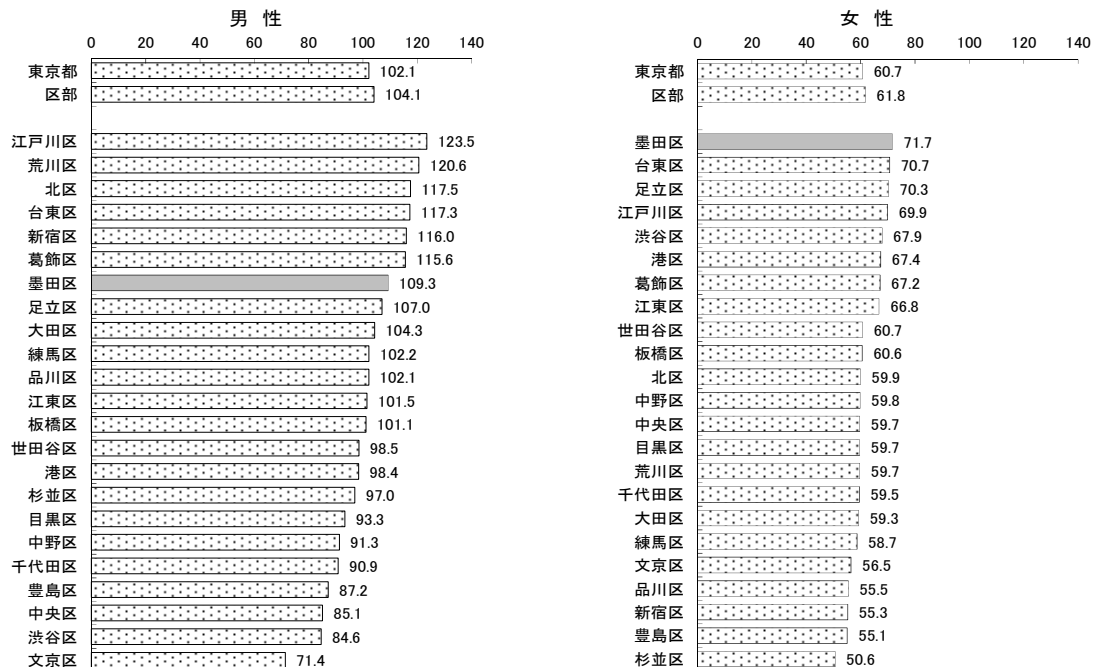 男 性
0 20 40 60 80 100 120 140
東京都 102.1
区部 104.1
江戸川区 123.5
荒川区 120.6
北区 117.5
台東区 117.3
新宿区 116.0
葛飾区 115.6
墨田区 109.3
足立区 107.0
大田区 104.3
練馬区 102.2
品川区 102.1
江東区 101.5
板橋区 101.1
世田谷区 98.5
港区 98.4
杉並区 97.0
目黒区 93.3
中野区 91.3
千代田区 90.9
豊島区 87.2
中央区 85.1
渋谷区 84.6
文京区 71.4
女 性
0 20 40 60 80 100 120 140
東京都 60.7
区部 61.8
墨田区 71.7
台東区 70.7
足立区 70.3
江戸川区 69.9
渋谷区 67.9
港区 67.4
葛飾区 67.2
江東区 66.8
世田谷区 60.7
板橋区 60.6
北区 59.9
中野区 59.8
中央区 59.7
目黒区 59.7
荒川区 59.7
千代田区 59.5
大田区 59.3
練馬区 58.7
文京区 56.5
品川区 55.5
新宿区 55.3
豊島区 55.1
杉並区 50.6